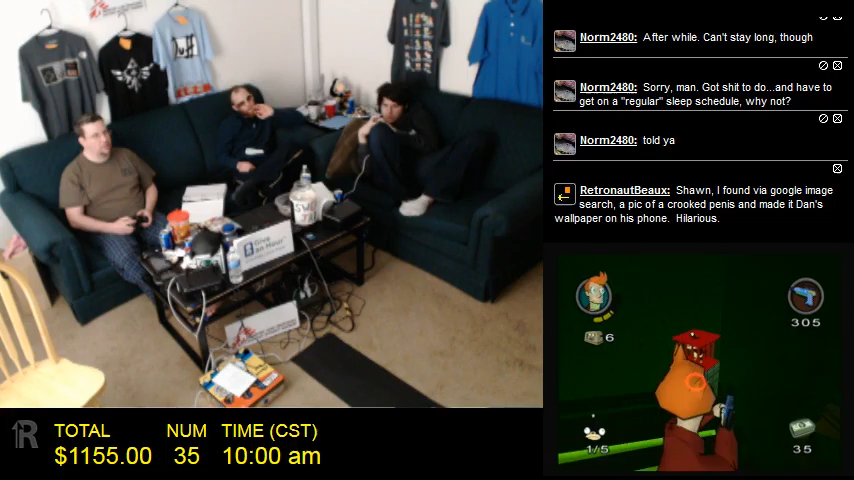 Norm2480: After while. Can't stay long, though
Norm2480: Sorry, man. Got shit to do...and have to
get on a "regular" sleep schedule, why not?
Norm2480: told ya
RetronautBeaux: Shawn, I found via google image
search, a pic of a crooked penis and made it Dan's
wallpaper on his phone. Hilarious.
305
6
1/5
35
Give
an Hour
TOTAL NUM TIME (CST)
$1155.00 35 10:00 am